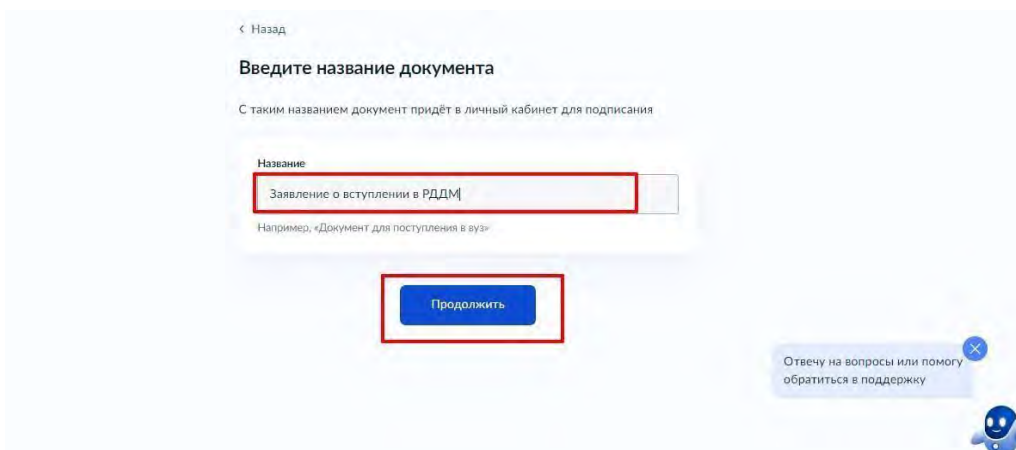 < Назад
Введите название документа
С таким названием документ придёт в личный кабинет для подписания
Название
Заявление о вступлении в РДДМ
Например, «Документ для поступления в вуз»
Продолжить
Отвечу на вопросы или помогу
обратиться в поддержку